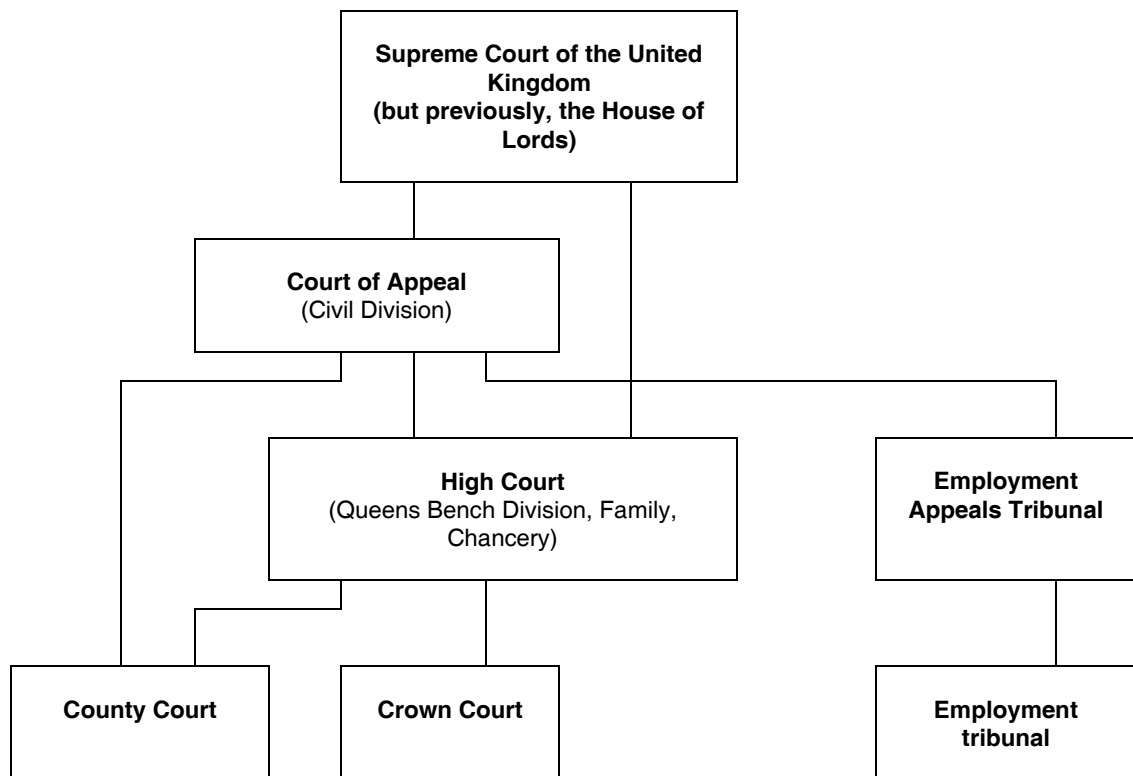 Supreme Court of the United
Kingdom
(but previously, the House of
Lords)
Court of Appeal
(Civil Division)
High Court
(Queens Bench Division, Family,
Chancery)
Employment
Appeals Tribunal
County Court
Crown Court
Employment
tribunal